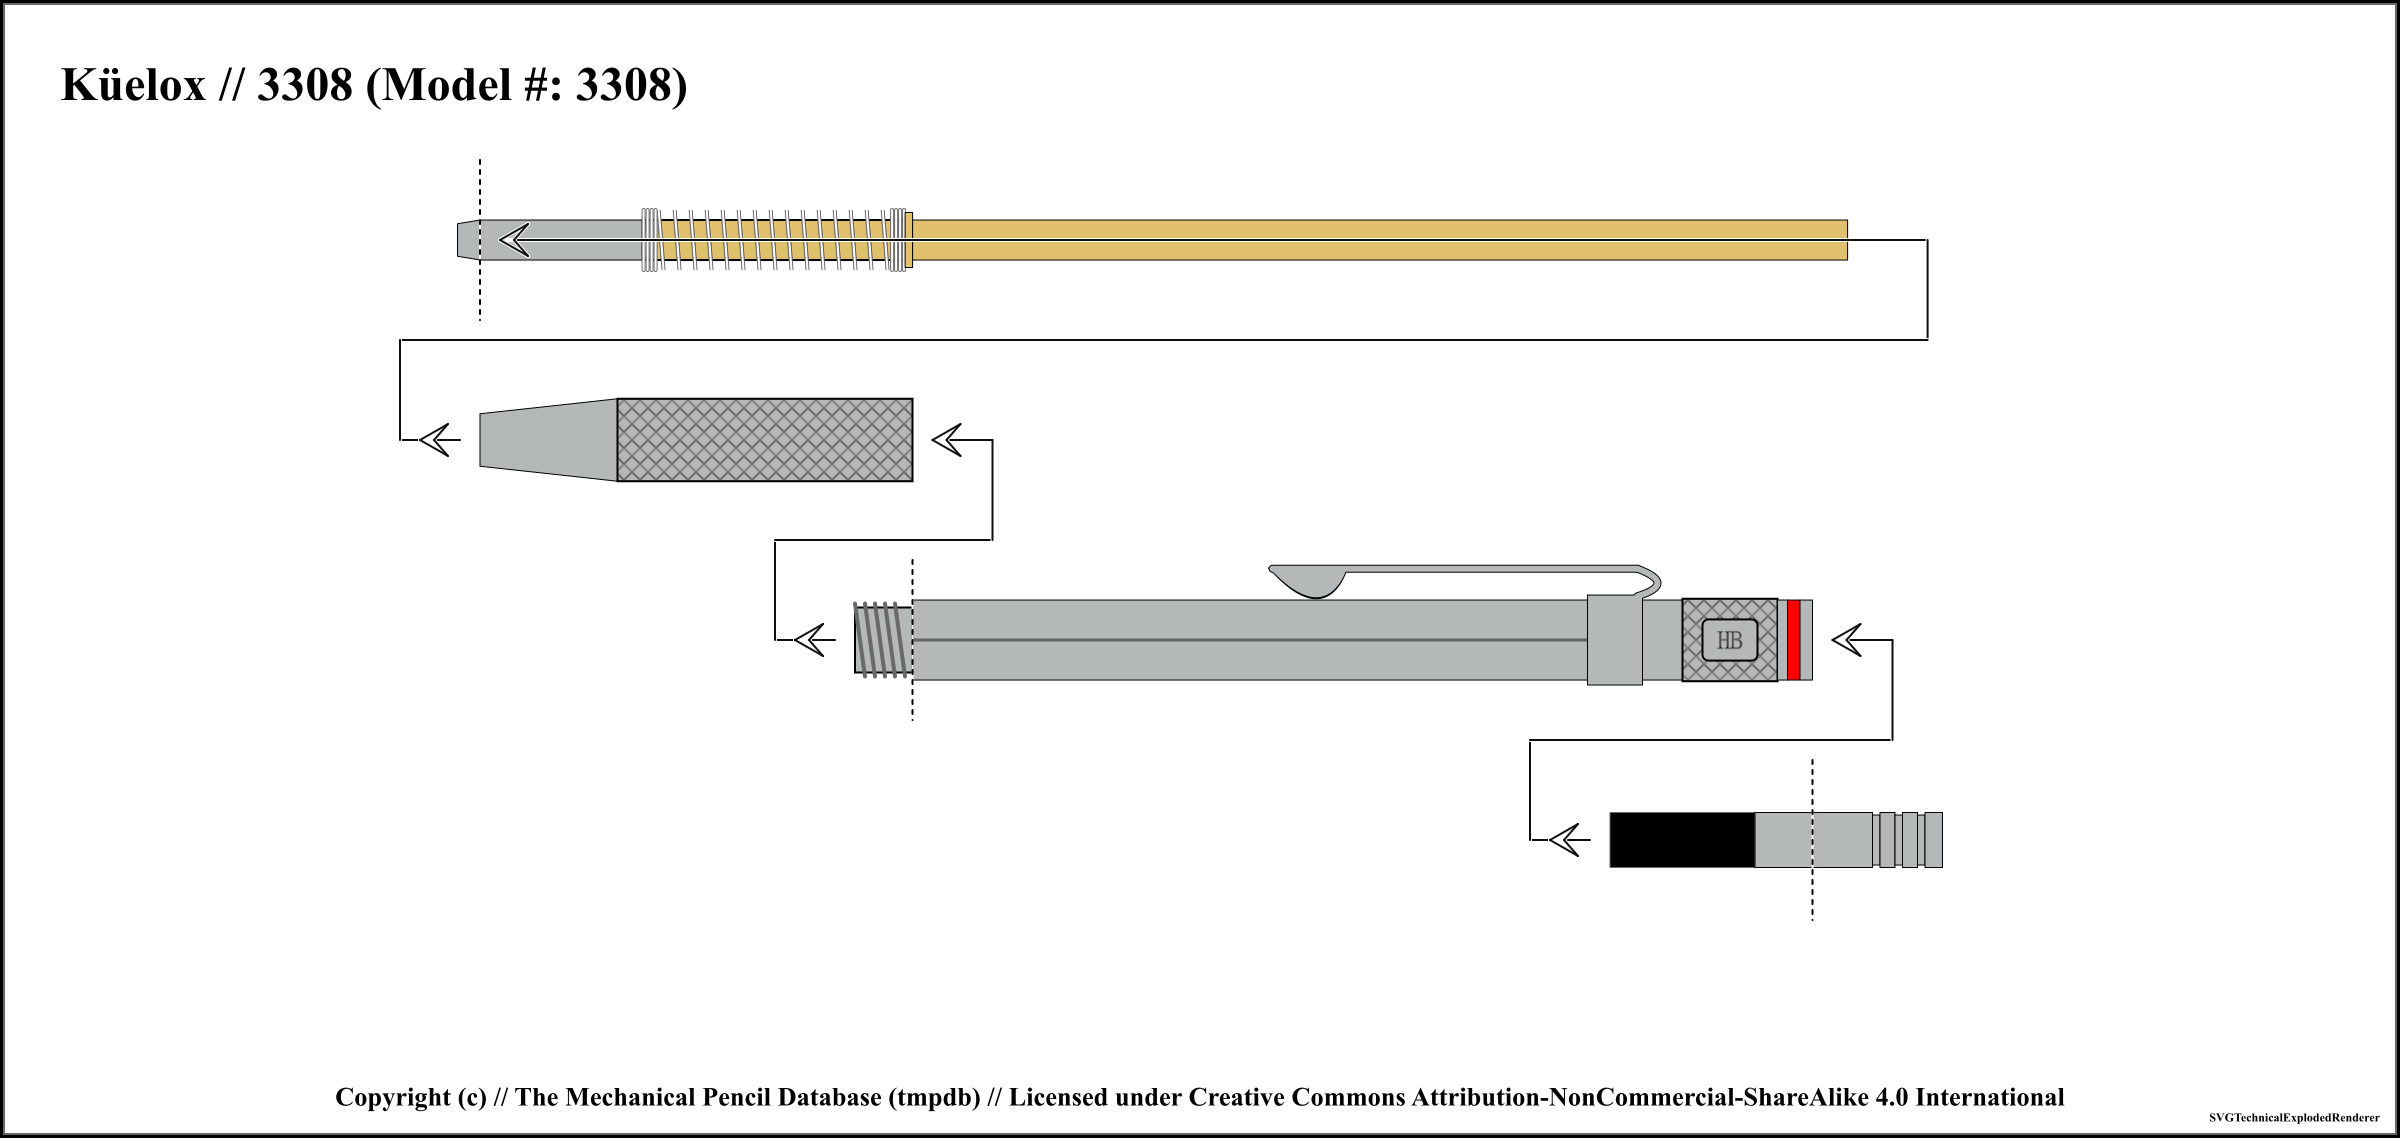 Küelox // 3308 (Model #: 3308)
HB
Copyright (c) // The Mechanical Pencil Database (tmpdb) // Licensed under Creative Commons Attribution-NonCommercial-ShareAlike 4.0 International
SVGTechnicalExplodedRenderer